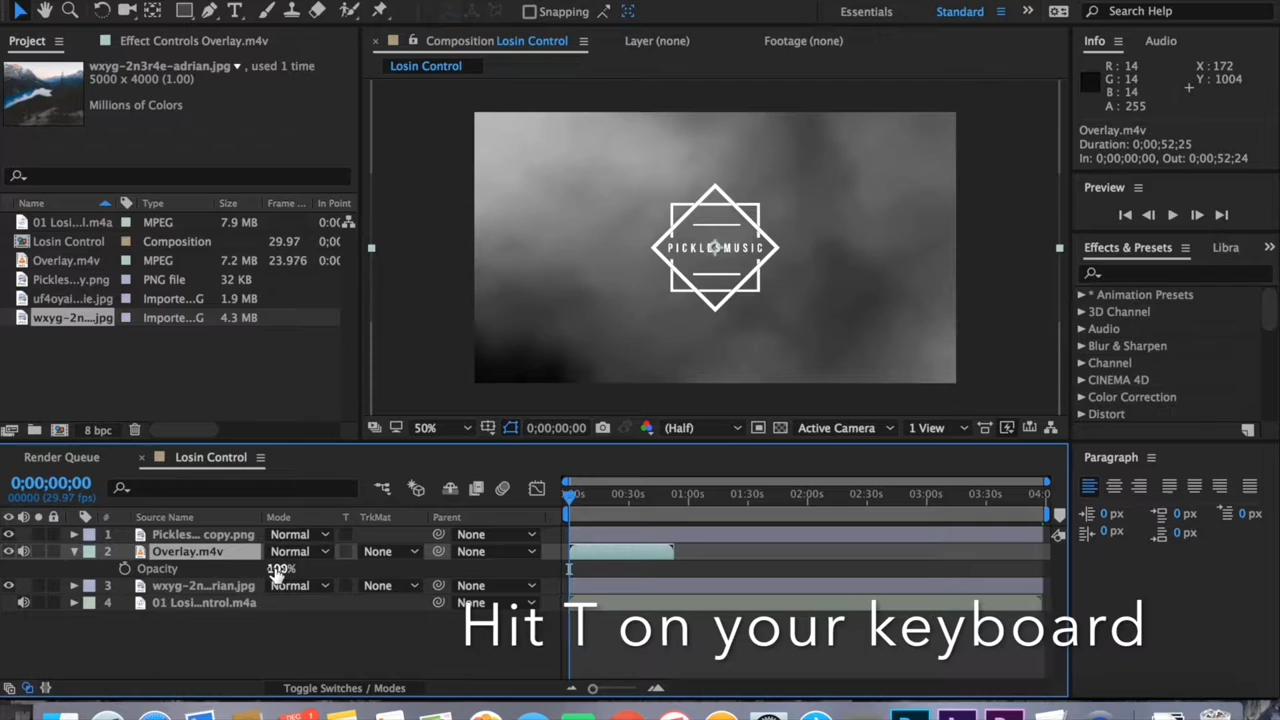 Snapping
Essentials
Standard
Search Help
Project
Effect Controls Overlay.m4v
Composition Losin Control
Layer (none)
Footage (none)
Info
Audio
wxyg-2n3r4e-adrian.jpg, used 1 time
5000 x 4000 (1.00)
Millions of Colors
Losin Control
R : 14
G : 14
B : 14
A : 255
X : 172
Y : 1004
Overlay.m4v
Duration: 0;00;52;25
In: 0;00;00;00, Out: 0;00;52;24
Preview
PICKLESMUSIC
Name
Type
Size
Frame ...
In Point
01 Losi...l.m4a
MPEG
7.9 MB
0;00
Losin Control
Composition
29.97
0;00
Overlay.m4v
MPEG
7.2 MB
23.976
0;00
Pickles...y.png
PNG file
32 KB
uf4oyai...ie.jpg
Importe...G
1.9 MB
wxyg-2n....jpg
Importe...G
4.3 MB
Effects & Presets
Libra
* Animation Presets
3D Channel
Audio
Blur & Sharpen
Channel
CINEMA 4D
Color Correction
Distort
8 bpc
50%
0;00;00;00
(Half)
Active Camera
1 View
Render Queue
Losin Control
Paragraph
0;00;00;00
00000 (29.97 fps)
00:30s
01:00s
01:30s
02:00s
02:30s
03:00s
03:30s
04:0
#
Source Name
Mode
T
TrkMat
Parent
1
Pickles... copy.png
Normal
None
2
Overlay.m4v
Normal
None
None
Opacity
100%
3
wxyg-2n...rian.jpg
Normal
None
None
4
01 Losi...ntrol.m4a
None
0 px
0 px
0 px
0 px
0 px
Hit T on your keyboard
Toggle Switches / Modes
DEC
1